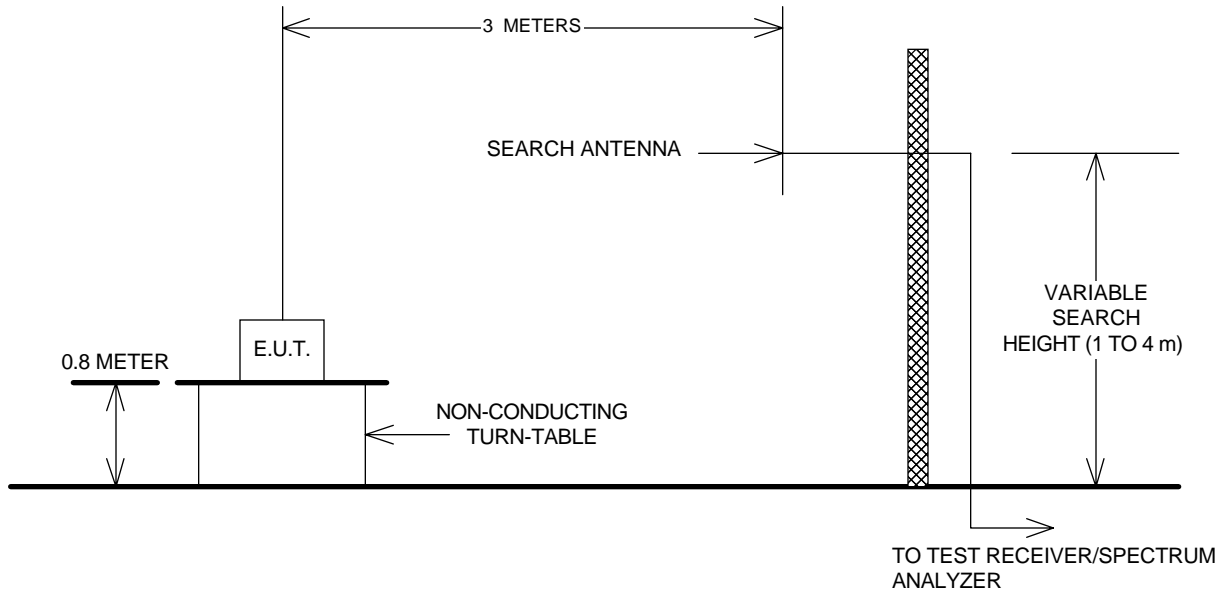 3 METERS
SEARCH ANTENNA
VARIABLE
SEARCH
HEIGHT (1 TO 4 m)
E.U.T.
0.8 METER
NON-CONDUCTING
TURN-TABLE
TO TEST RECEIVER/SPECTRUM
ANALYZER